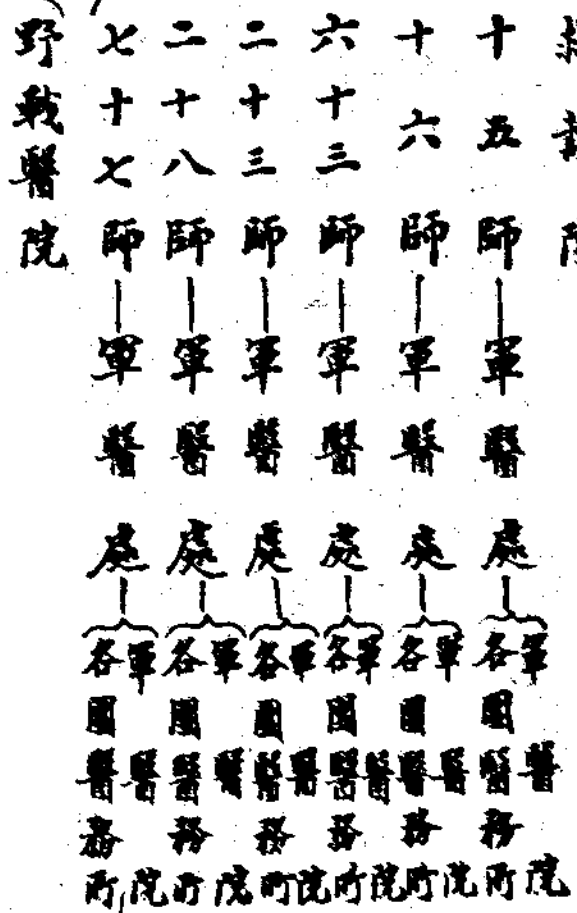 十五師—軍醫處
軍醫院
各團醫務所
十六師—軍醫處
軍醫院
各團醫務所
六十三師—軍醫處
軍醫院
各團醫務所
二十三師—軍醫處
軍醫院
各團醫務所
二十八師—軍醫處
軍醫院
各團醫務所
七十七師—軍醫處
軍醫院
各團醫務所
野戰醫院